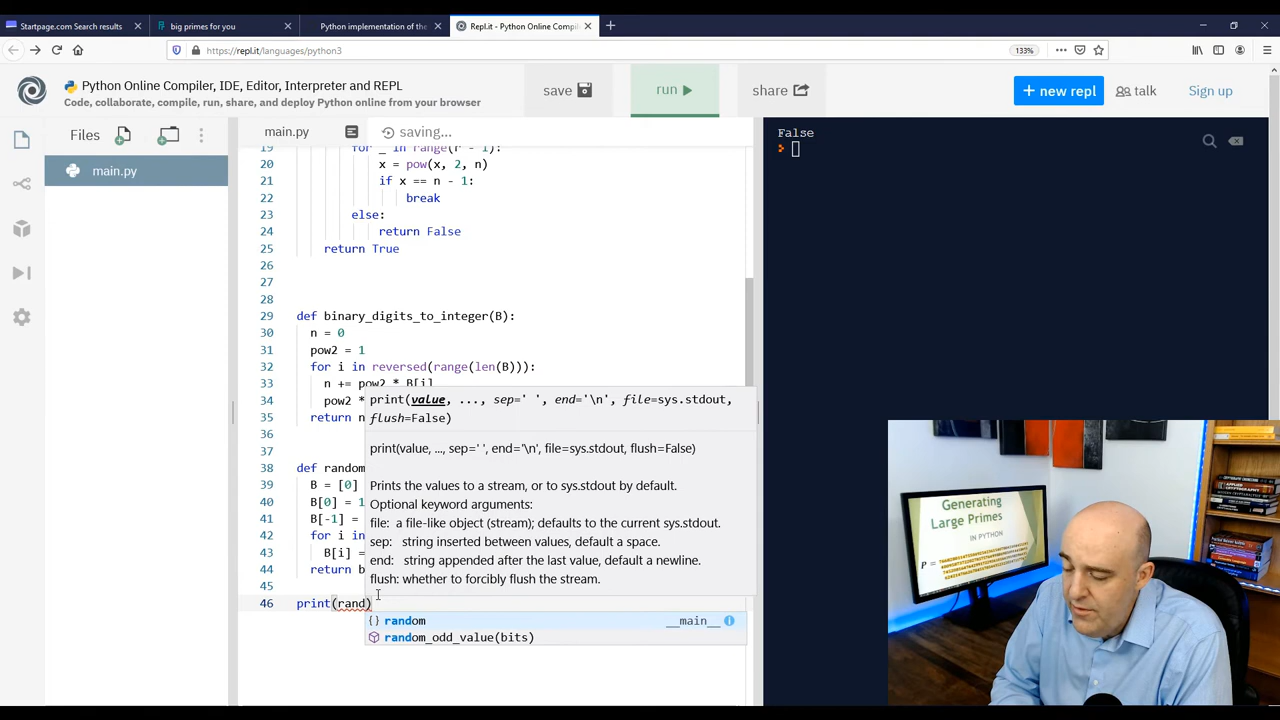 Startpage.com Search results
big primes for you
Python implementation of the
Repl.it - Python Online Compi
https://repl.it/languages/python3
133%
Python Online Compiler, IDE, Editor, Interpreter and REPL
Code, collaborate, compile, run, share, and deploy Python online from your browser
save
run
share
+ new repl
talk
Sign up
Files
main.py
saving...
main.py
19 for _ in range(r - 1):
20 x = pow(x, 2, n)
21 if x == n - 1:
22 break
23 else:
24 return False
25 return True
26
27
28
29 def binary_digits_to_integer(B):
30 n = 0
31 pow2 = 1
32 for i in reversed(range(len(B))):
33 n += pow2 * B[i]
34 pow2 *
35 return n
36
37
38 def random
39 B = [0]
40 B[0] = 1
41 B[-1] =
42 for i in
43 B[i] =
44 return b
45
46 print(rand)
print(value, ..., sep=' ', end='\n', file=sys.stdout,
flush=False)
print(value, ..., sep=' ', end='\n', file=sys.stdout, flush=False)
Prints the values to a stream, or to sys.stdout by default.
Optional keyword arguments:
file: a file-like object (stream); defaults to the current sys.stdout.
sep: string inserted between values, default a space.
end: string appended after the last value, default a newline.
flush: whether to forcibly flush the stream.
random __main__
random_odd_value(bits)
False
Generating
Large Primes
IN PYTHON
P =